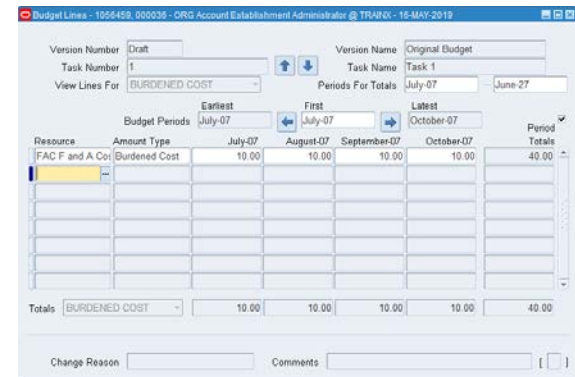 Budget Lines - 1056459, 000036 - ORG Account Establishment Administrator @ TRAINX - 16-MAY-2019
Version Number Draft Version Name Original Budget
Task Number 1 Task Name Task 1
View Lines For BURDENED COST Periods For Totals July-07 - June-27
Earliest First Latest
Budget Periods July-07 July-07 October-07
Period
Resource Amount Type July-07 August-07 September-07 October-07 Totals
FAC F and A Cos Burdened Cost 10.00 10.00 10.00 10.00 40.00
Totals BURDENED COST 10.00 10.00 10.00 10.00 40.00
Change Reason Comments [ ]